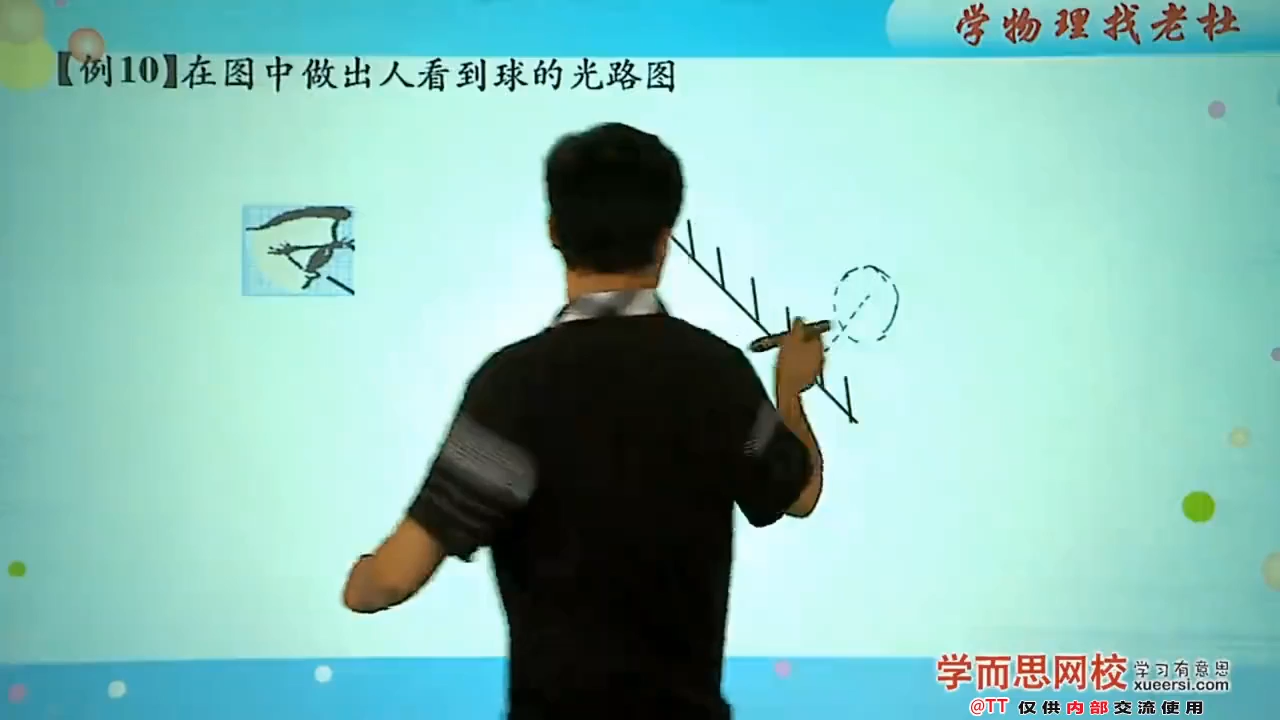 学物理找老杜
【例10】在图中做出人看到球的光路图
学而思网校 学习有意思
xueersi.com
@TT 仅供内部交流使用